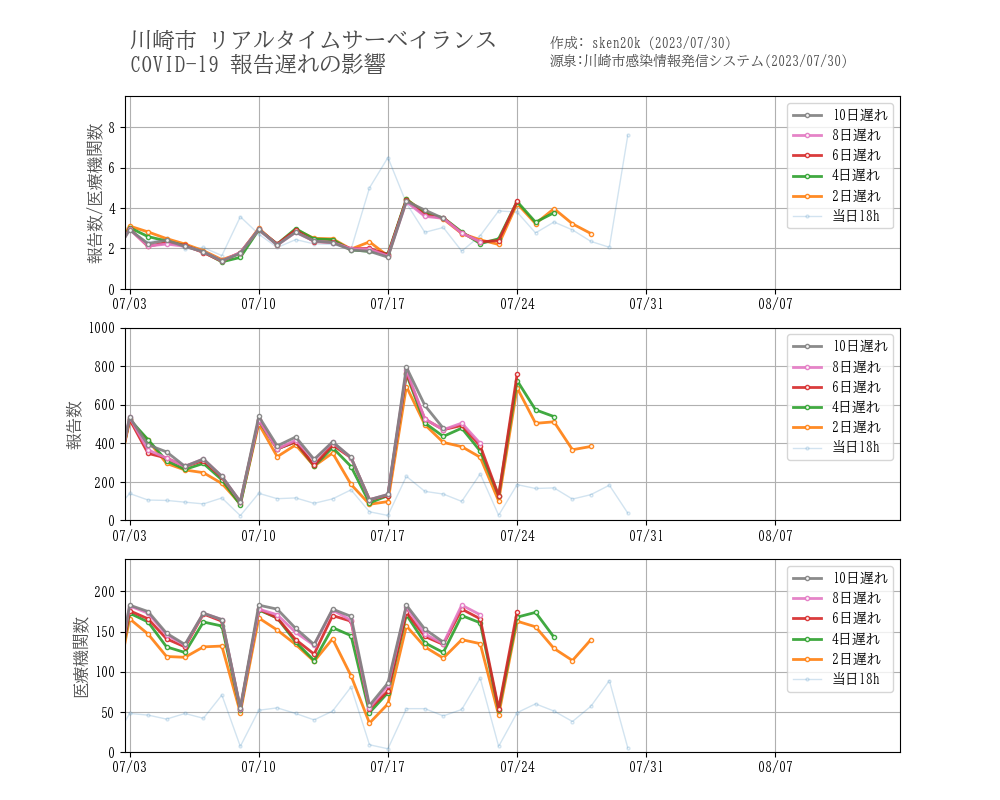 川崎市 リアルタイムサーベイランス
COVID-19 報告遅れの影響
作成: sken20k (2023/07/30)
源泉:川崎市感染情報発信システム(2023/07/30)
報告数/医療機関数
8
6
4
2
0
07/03 07/10 07/17 07/24 07/31 08/07
10日遅れ
8日遅れ
6日遅れ
4日遅れ
2日遅れ
当日18h
報告数
1000
800
600
400
200
0
07/03 07/10 07/17 07/24 07/31 08/07
10日遅れ
8日遅れ
6日遅れ
4日遅れ
2日遅れ
当日18h
医療機関数
200
150
100
50
0
07/03 07/10 07/17 07/24 07/31 08/07
10日遅れ
8日遅れ
6日遅れ
4日遅れ
2日遅れ
当日18h